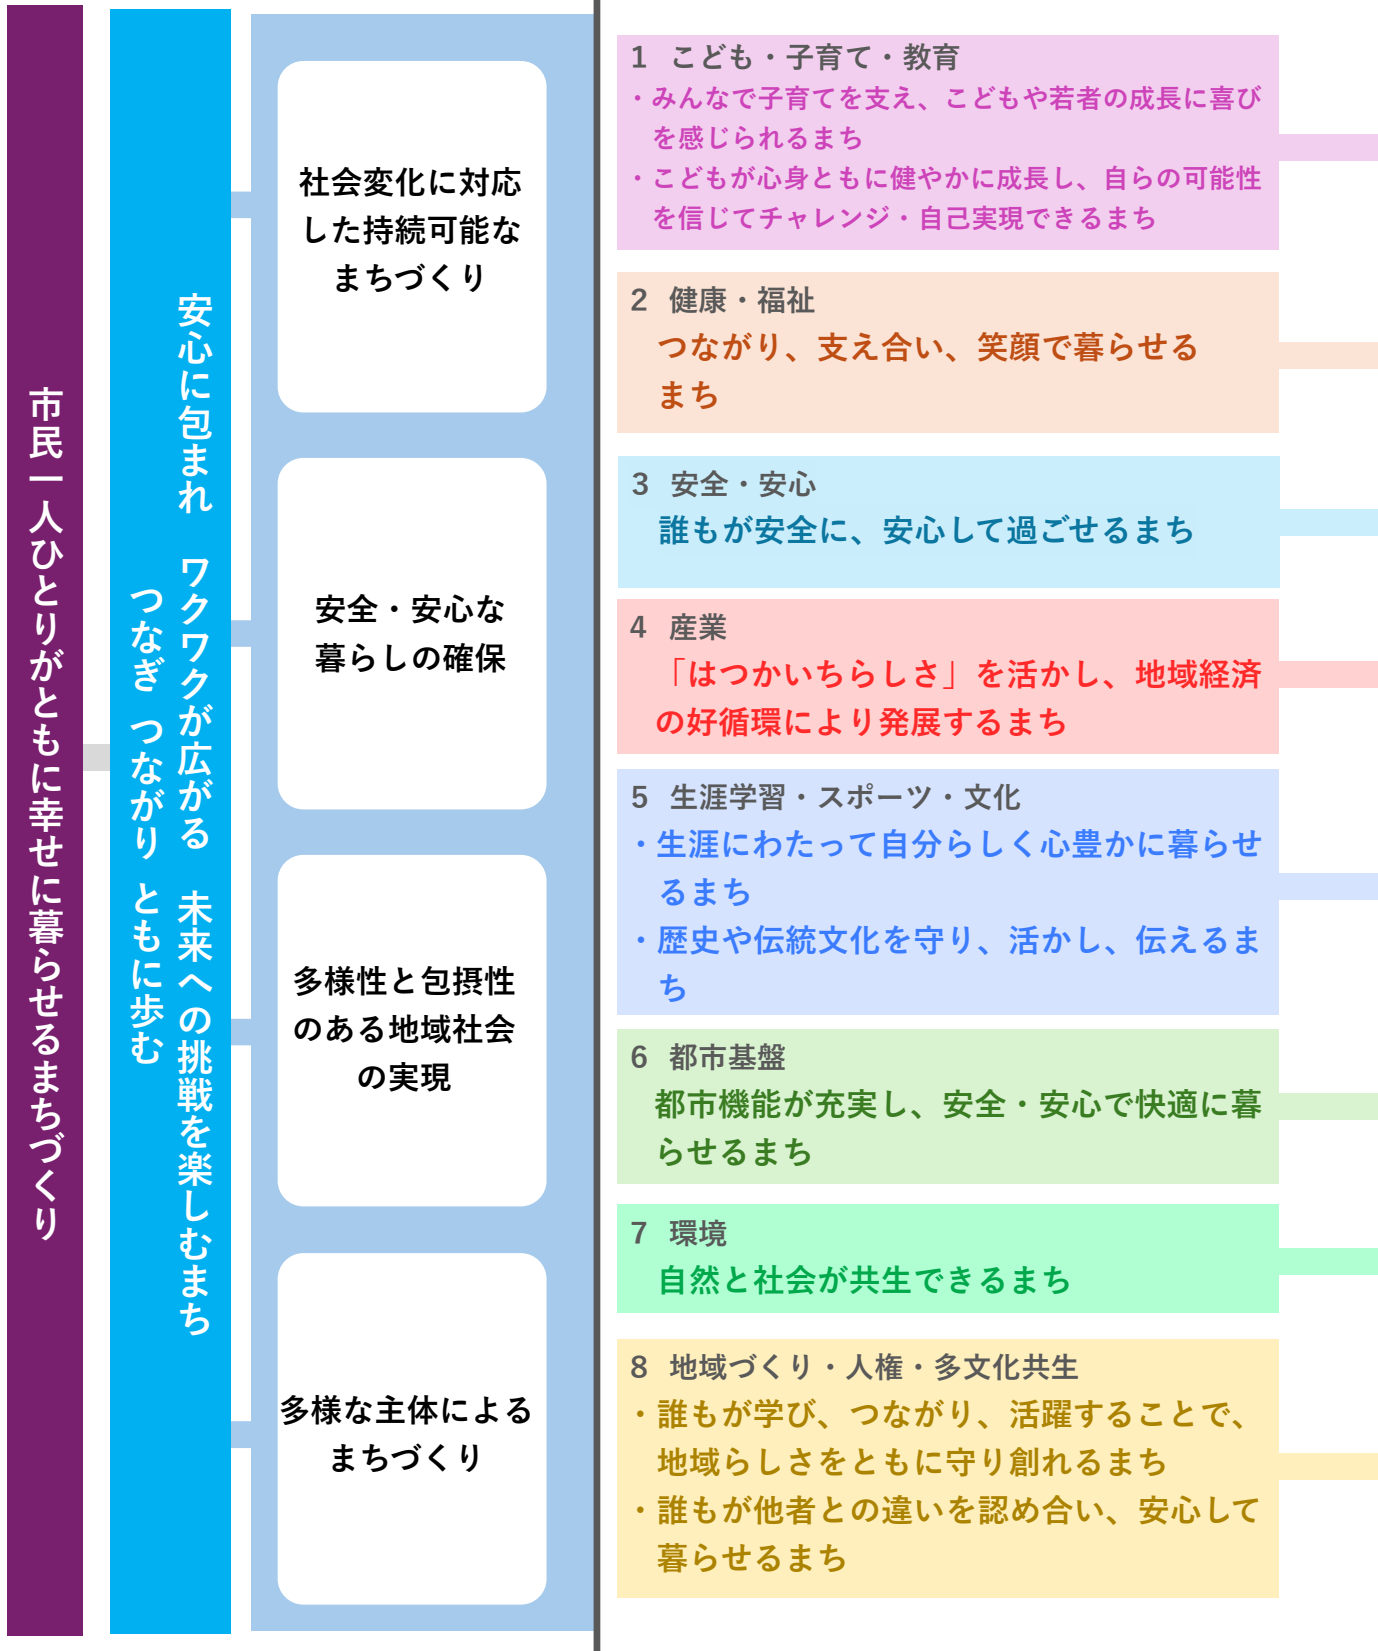 市民一人ひとりがともに幸せに暮らせるまちづくり
安心に包まれ　ワクワクが広がる　未来への挑戦を楽しむまち
つなぎ つながり ともに歩む
社会変化に対応
した持続可能な
まちづくり
安全・安心な
暮らしの確保
多様性と包摂性
のある地域社会
の実現
多様な主体による
まちづくり
1 こども・子育て・教育
・みんなで子育てを支え、こどもや若者の成長に喜び
を感じられるまち
・こどもが心身ともに健やかに成長し、自らの可能性
を信じてチャレンジ・自己実現できるまち
2 健康・福祉
つながり、支え合い、笑顔で暮らせる
まち
3 安全・安心
誰もが安全に、安心して過ごせるまち
4 産業
「はつかいちらしさ」を活かし、地域経済
の好循環により発展するまち
5 生涯学習・スポーツ・文化
・生涯にわたって自分らしく心豊かに暮らせ
るまち
・歴史や伝統文化を守り、活かし、伝えるま
ち
6 都市基盤
都市機能が充実し、安全・安心で快適に暮
らせるまち
7 環境
自然と社会が共生できるまち
8 地域づくり・人権・多文化共生
・誰もが学び、つながり、活躍することで、
地域らしさをともに守り創れるまち
・誰もが他者との違いを認め合い、安心して
暮らせるまち